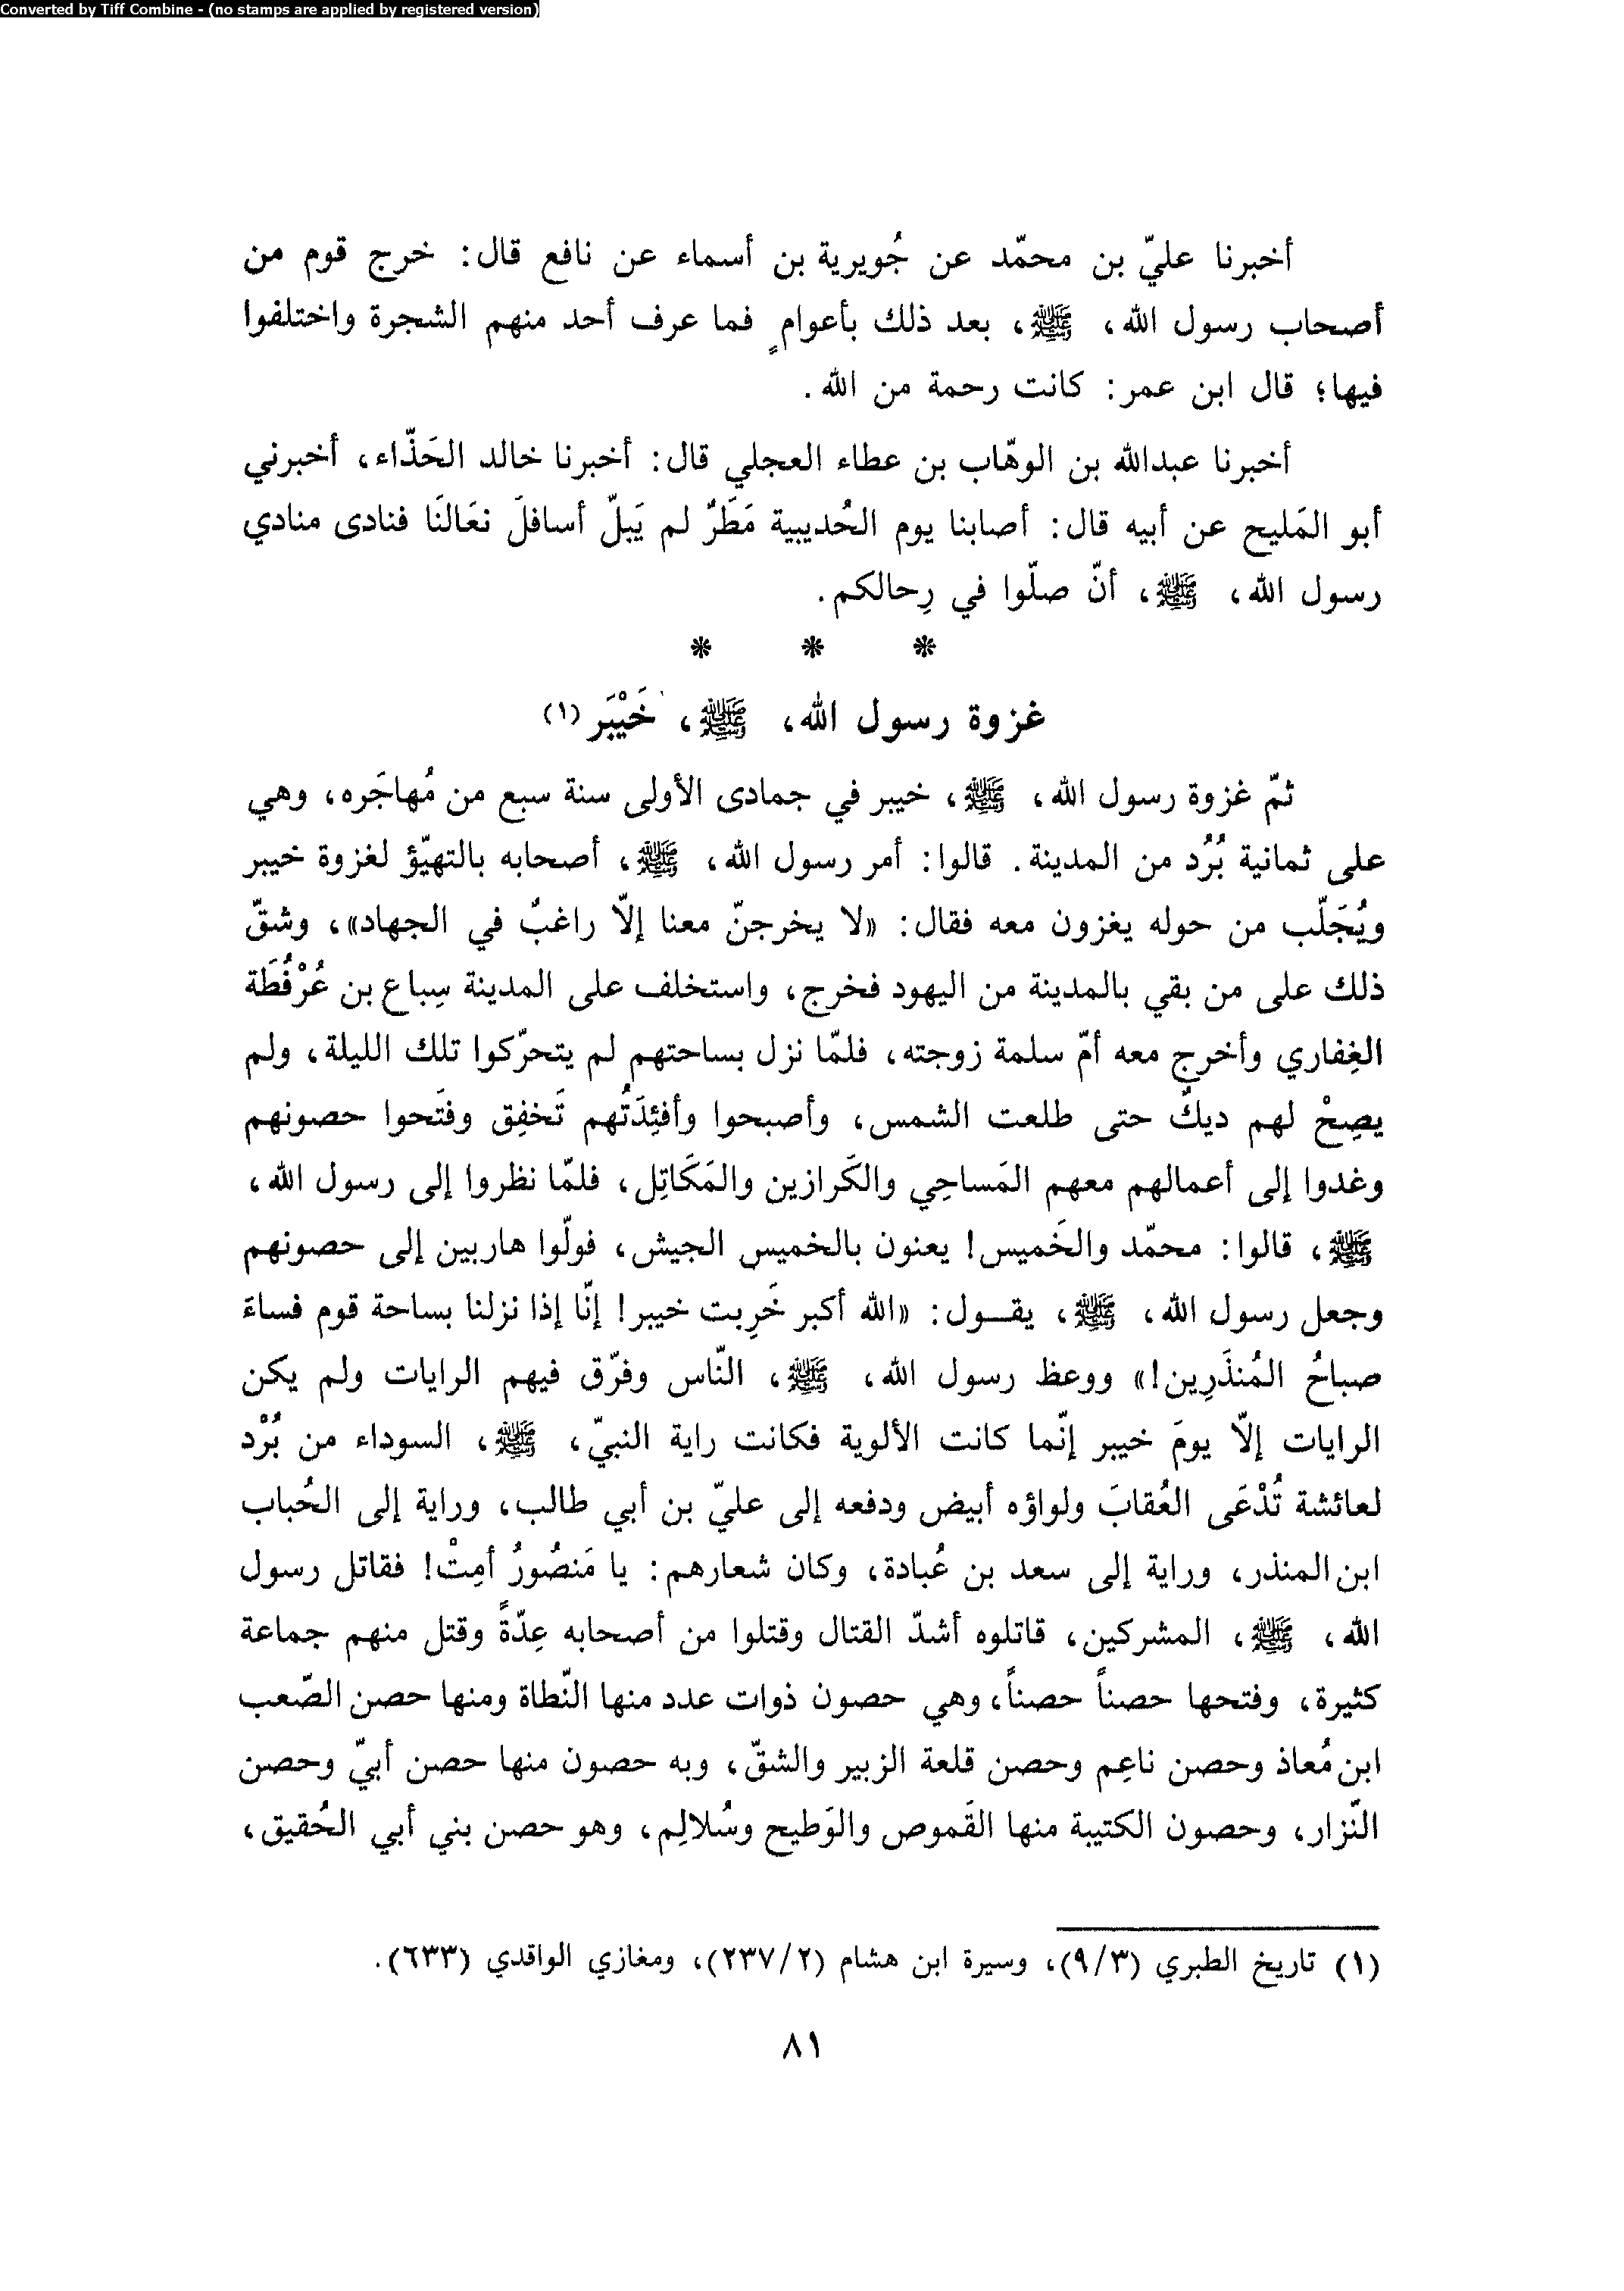 Converted by Tiff Combine - (no stamps are applied by registered version)
أخبرنا عليّ بن محمّد عن جُويرية بن أسماء عن نافع قال: خرج قوم من
أصحاب رسول الله، ﷺ، بعد ذلك بأعوامٍ فما عرف أحد منهم الشجرة واختلفوا
فيها؛ قال ابن عمر: كانت رحمة من الله.
أخبرنا عبدالله بن الوهّاب بن عطاء العجلي قال: أخبرنا خالد الحَذّاء، أخبرني
أبو المَليح عن أبيه قال: أصابنا يوم الحُديبية مَطَرٌ لم يَبلّ أسافلَ نعَالنَا فنادى منادي
رسول الله، ﷺ، أنّ صلّوا في رِحالكم.
* * *
غزوة رسول الله، ﷺ، خَيْبَر (١)
ثمّ غزوة رسول الله، ﷺ، خيبر في جمادى الأولى سنة سبع من مُهاجَره، وهي
على ثمانية بُرُد من المدينة. قالوا: أمر رسول الله، ﷺ، أصحابه بالتهيّؤ لغزوة خيبر
ويُجَلّب من حوله يغزون معه فقال: «لا يخرجنّ معنا إلّا راغبٌ في الجهاد»، وشقّ
ذلك على من بقي بالمدينة من اليهود فخرج، واستخلف على المدينة سِباع بن عُرْفُطَة
الغِفاري وأخرج معه أمّ سلمة زوجته، فلمّا نزل بساحتهم لم يتحرّكوا تلك الليلة، ولم
يصِحْ لهم ديكٌ حتى طلعت الشمس، وأصبحوا وأفئِدَتُهم تَخفِق وفتَحوا حصونهم
وغدوا إلى أعمالهم معهم المَساحِي والكَرازين والمَكَاتِل، فلمّا نظروا إلى رسول الله،
ﷺ، قالوا: محمّد والخَميس! يعنون بالخميس الجيش، فولّوا هاربين إلى حصونهم
وجعل رسول الله، ﷺ، يقـول: «الله أكبر خَرِبت خيبر! إنّا إذا نزلنا بساحة قوم فساءَ
صباحُ المُنذَرِين!» ووعظ رسول الله، ﷺ، النّاس وفرّق فيهم الرايات ولم يكن
الرايات إلّا يومَ خيبر إنّما كانت الألوية فكانت راية النبيّ، ﷺ، السوداء من بُرْد
لعائشة تُدْعَى العُقابَ ولواؤه أبيض ودفعه إلى عليّ بن أبي طالب، وراية إلى الحُباب
ابن المنذر، وراية إلى سعد بن عُبادة، وكان شعارهم: يا مَنصُورُ أمِتْ! فقاتل رسول
الله، ﷺ، المشركين، قاتلوه أشدّ القتال وقتلوا من أصحابه عِدّةً وقتل منهم جماعة
كثيرة، وفتحها حصناً حصناً، وهي حصون ذوات عدد منها النّطاة ومنها حصن الصّعب
ابن مُعاذ وحصن ناعِم وحصن قلعة الزبير والشقّ، وبه حصون منها حصن أبيّ وحصن
النّزار، وحصون الكتيبة منها القَموص والوَطيح وسُلالِم، وهو حصن بني أبي الحُقيق،
(١) تاريخ الطبري (٩/٣)، وسيرة ابن هشام (٢٣٧/٢)، ومغازي الواقدي (٦٣٣).
٨١